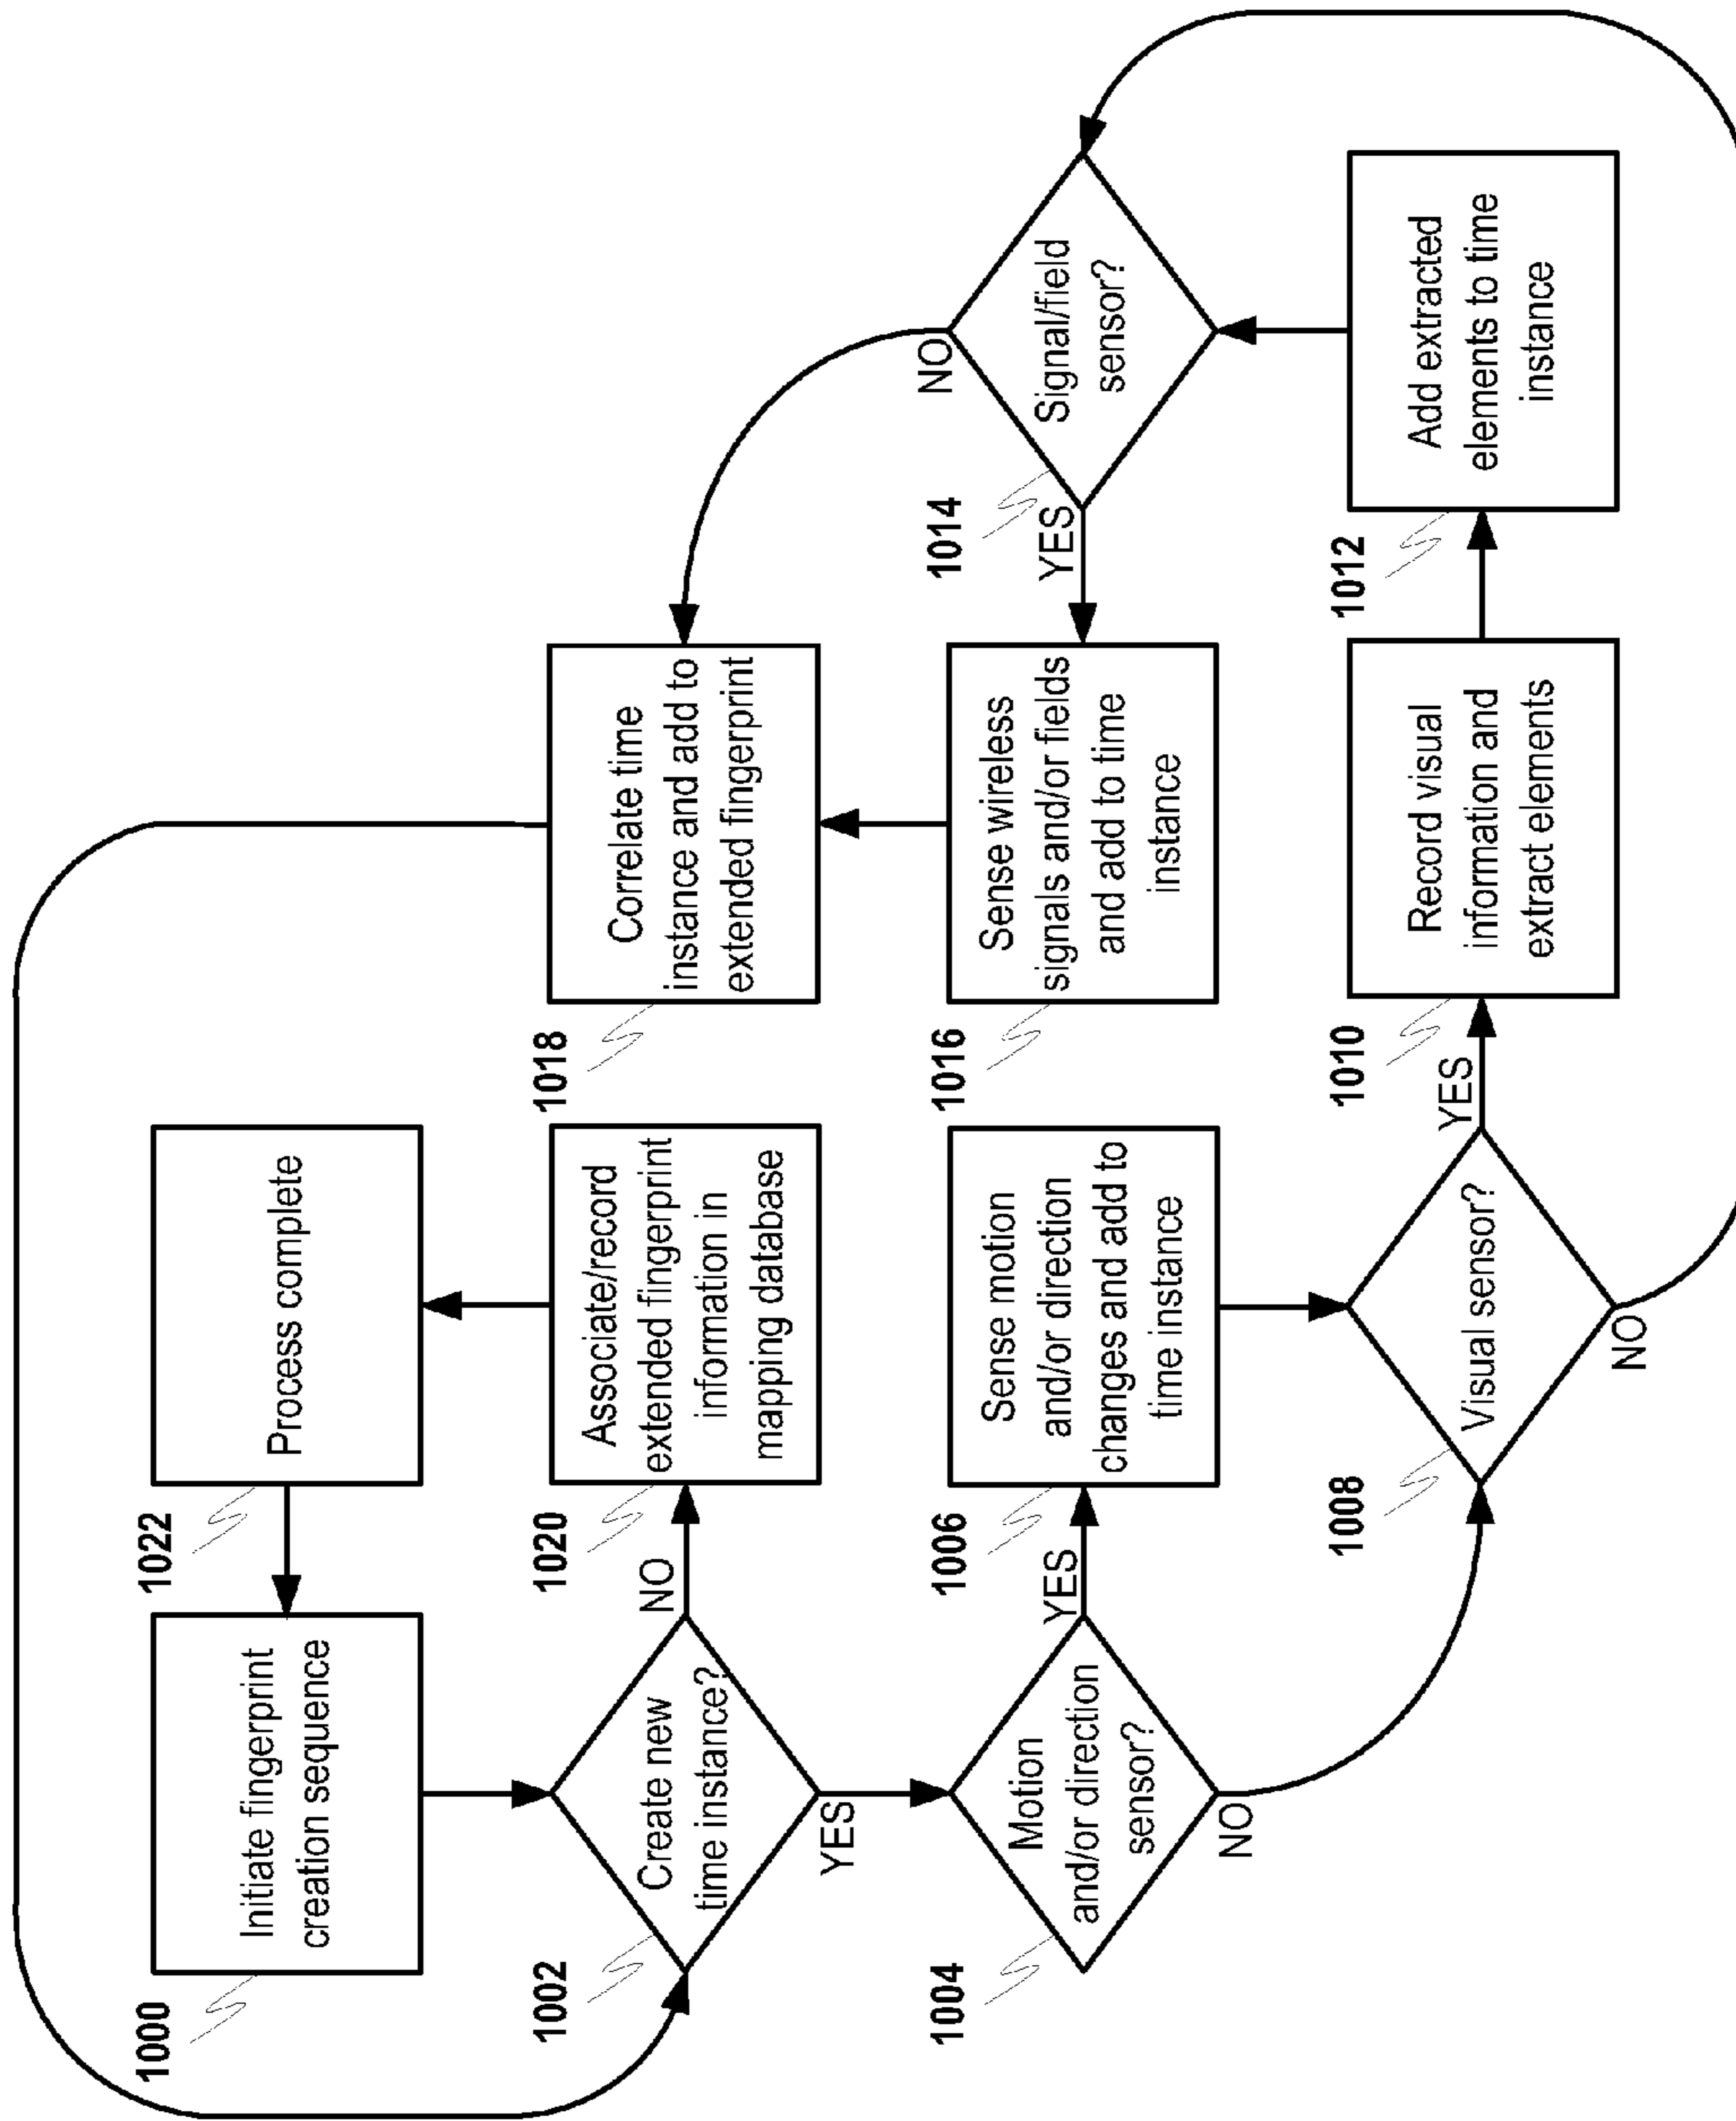 1000
Initiate fingerprint
creation sequence
1022
Process complete
1002
Create new
time instance?
NO
YES
1020
Associate/record
extended fingerprint
information in
mapping database
1018
Correlate time
instance and add to
extended fingerprint
1004
Motion
and/or direction
sensor?
YES
NO
1006
Sense motion
and/or direction
changes and add to
time instance
1016
Sense wireless
signals and/or fields
and add to time
instance
1014
Signal/field
sensor?
YES
NO
1008
Visual sensor?
YES
NO
1010
Record visual
information and
extract elements
1012
Add extracted
elements to time
instance